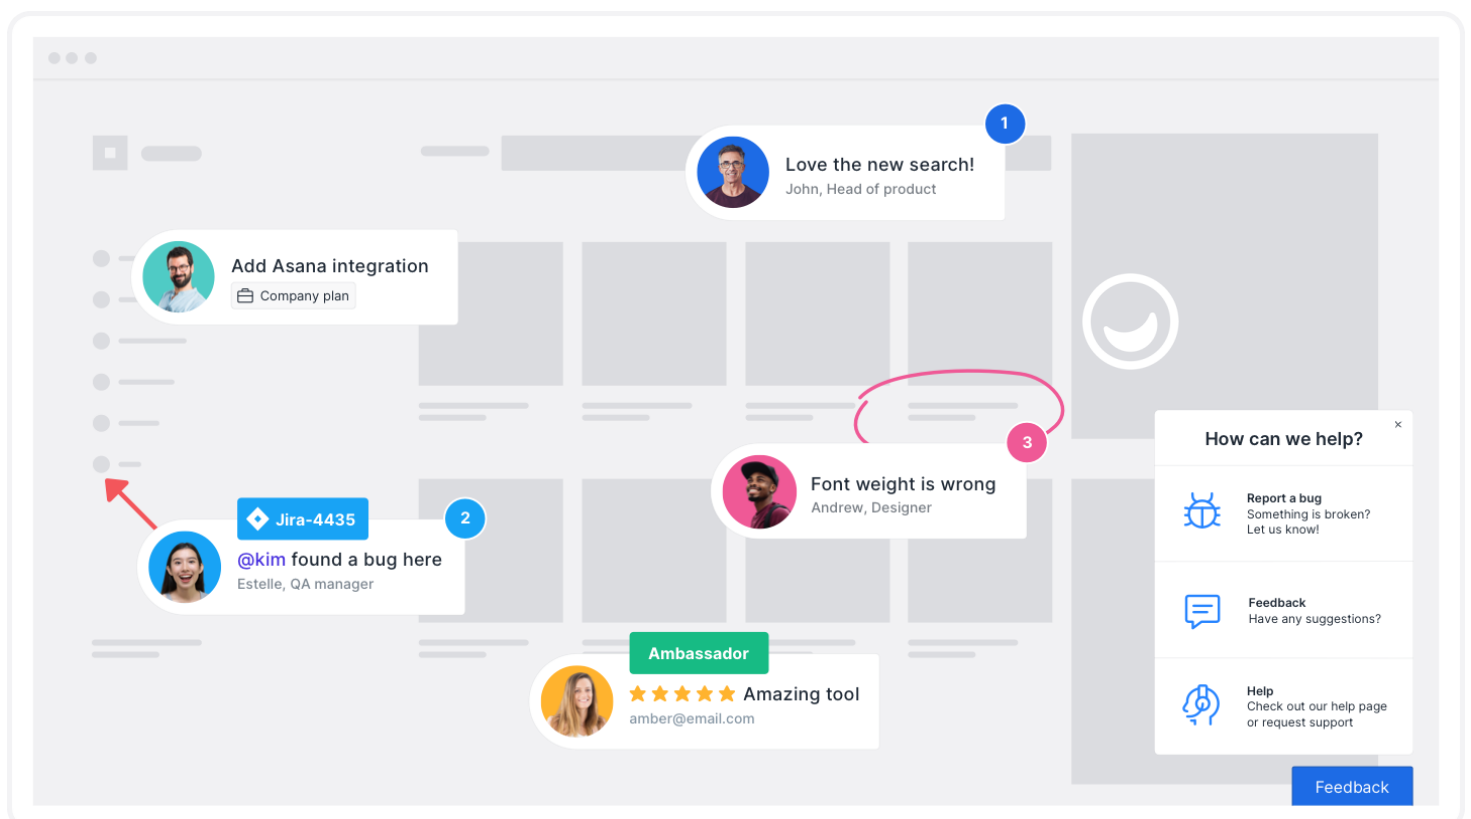 1
Love the new search!
John, Head of product
Add Asana integration
Company plan
3
Font weight is wrong
Andrew, Designer
Jira-4435
2
@kim found a bug here
Estelle, QA manager
Ambassador
Amazing tool
amber@email.com
×
How can we help?
Report a bug
Something is broken?
Let us know!
Feedback
Have any suggestions?
Help
Check out our help page
or request support
Feedback